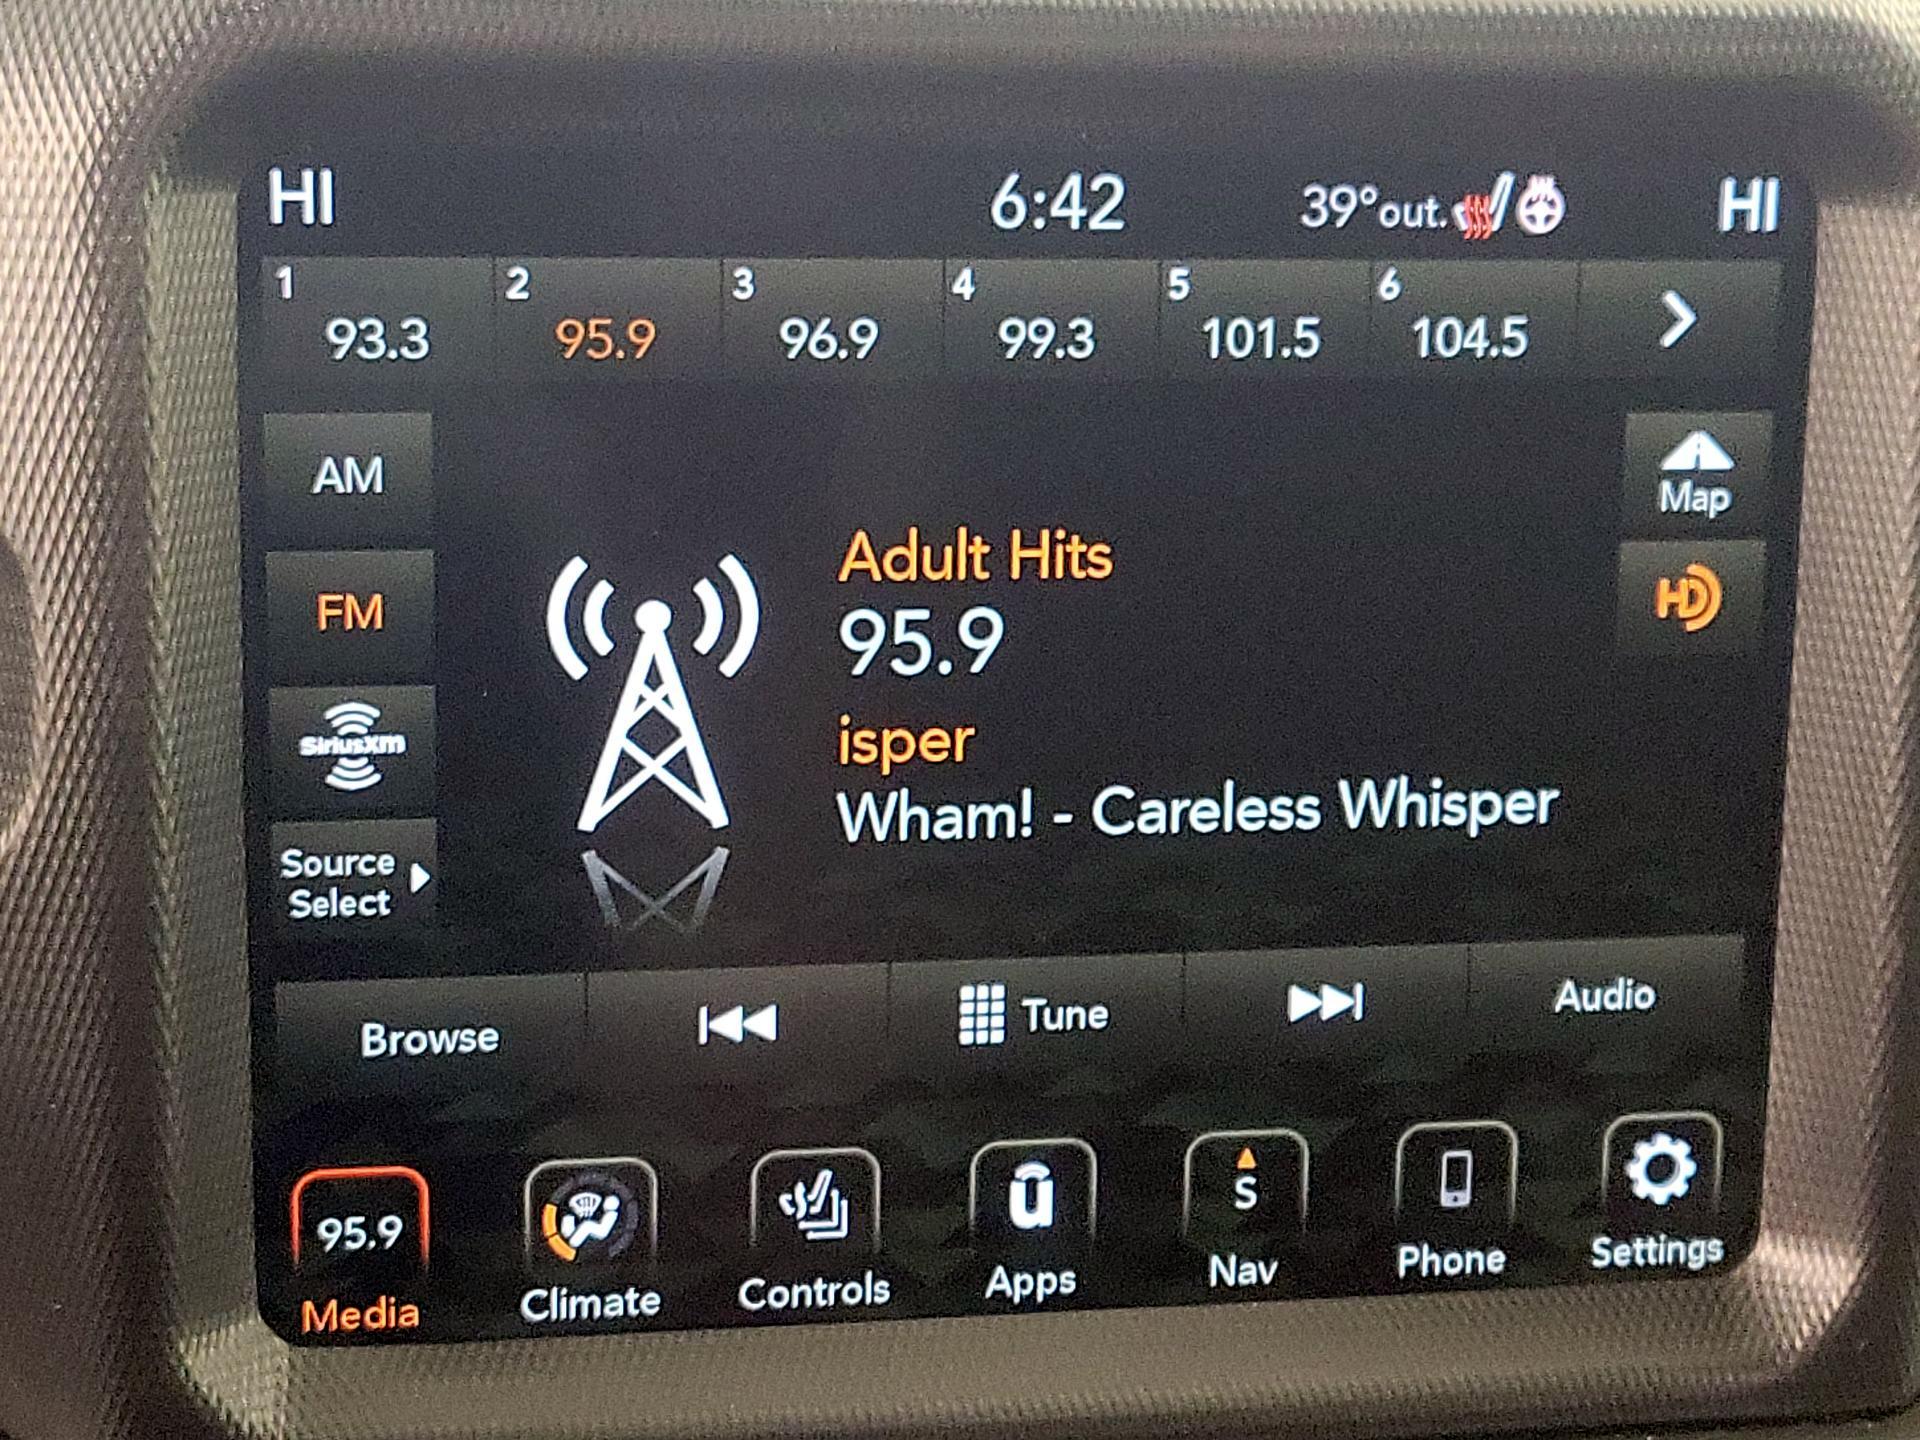 HI 6:42 39°out. HI
1 2 3 4 5 6
93.3 95.9 96.9 99.3 101.5 104.5
AM
Map
FM
HD
Adult Hits
95.9
isper
Wham! - Careless Whisper
SiriusXm
Source
Select
Browse Tune Audio
95.9 u S
Media Climate Controls Apps Nav Phone Settings